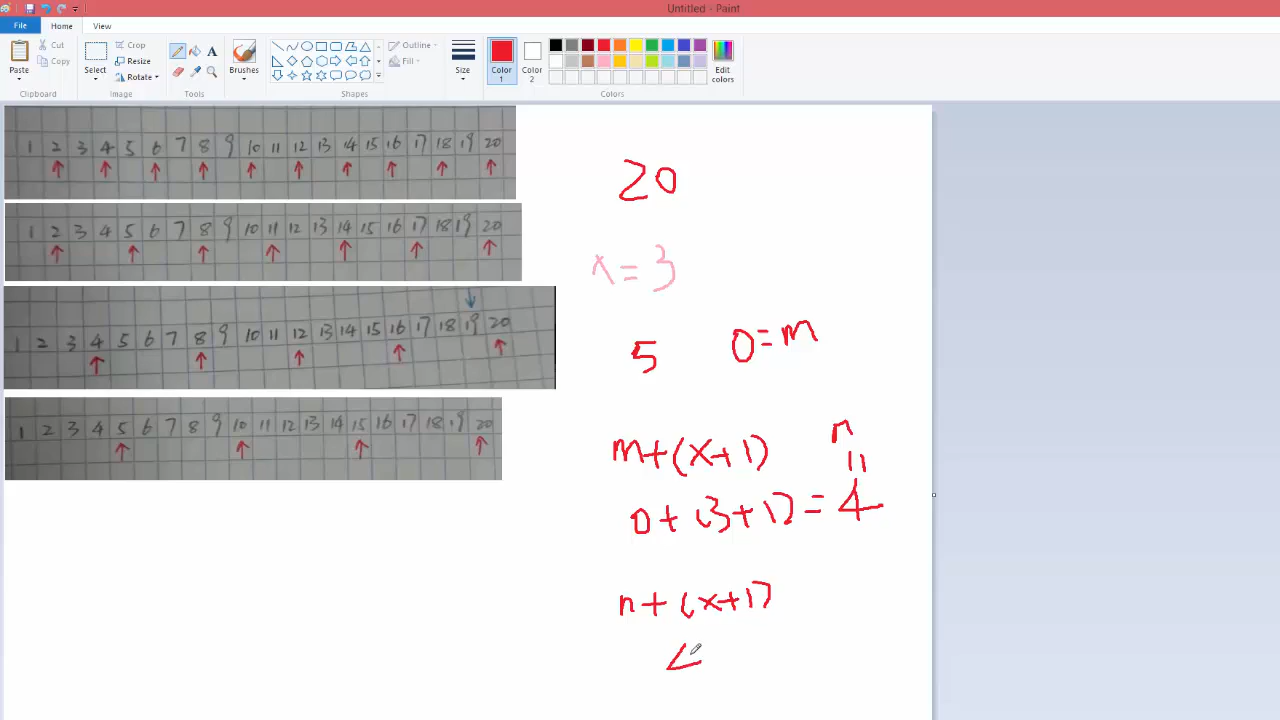 Untitled - Paint
File Home View
Paste
Cut
Copy
Clipboard
Select
Crop
Resize
Rotate
Image
A
Tools
Brushes
Outline
Fill
Shapes
Size
Color 1
Color 2
Edit colors
Colors
1 2 3 4 5 6 7 8 9 10 11 12 13 14 15 16 17 18 19 20
1 2 3 4 5 6 7 8 9 10 11 12 13 14 15 16 17 18 19 20
1 2 3 4 5 6 7 8 9 10 11 12 13 14 15 16 17 18 19 20
1 2 3 4 5 6 7 8 9 10 11 12 13 14 15 16 17 18 19 20
20
x = 3
5 0 = m
m+(x+1) n
=
0+(3+1) = 4
n+(x+1)